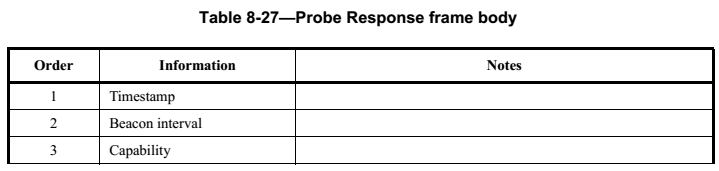 Table 8-27—Probe Response frame body
Order Information Notes
1 Timestamp
2 Beacon interval
3 Capability